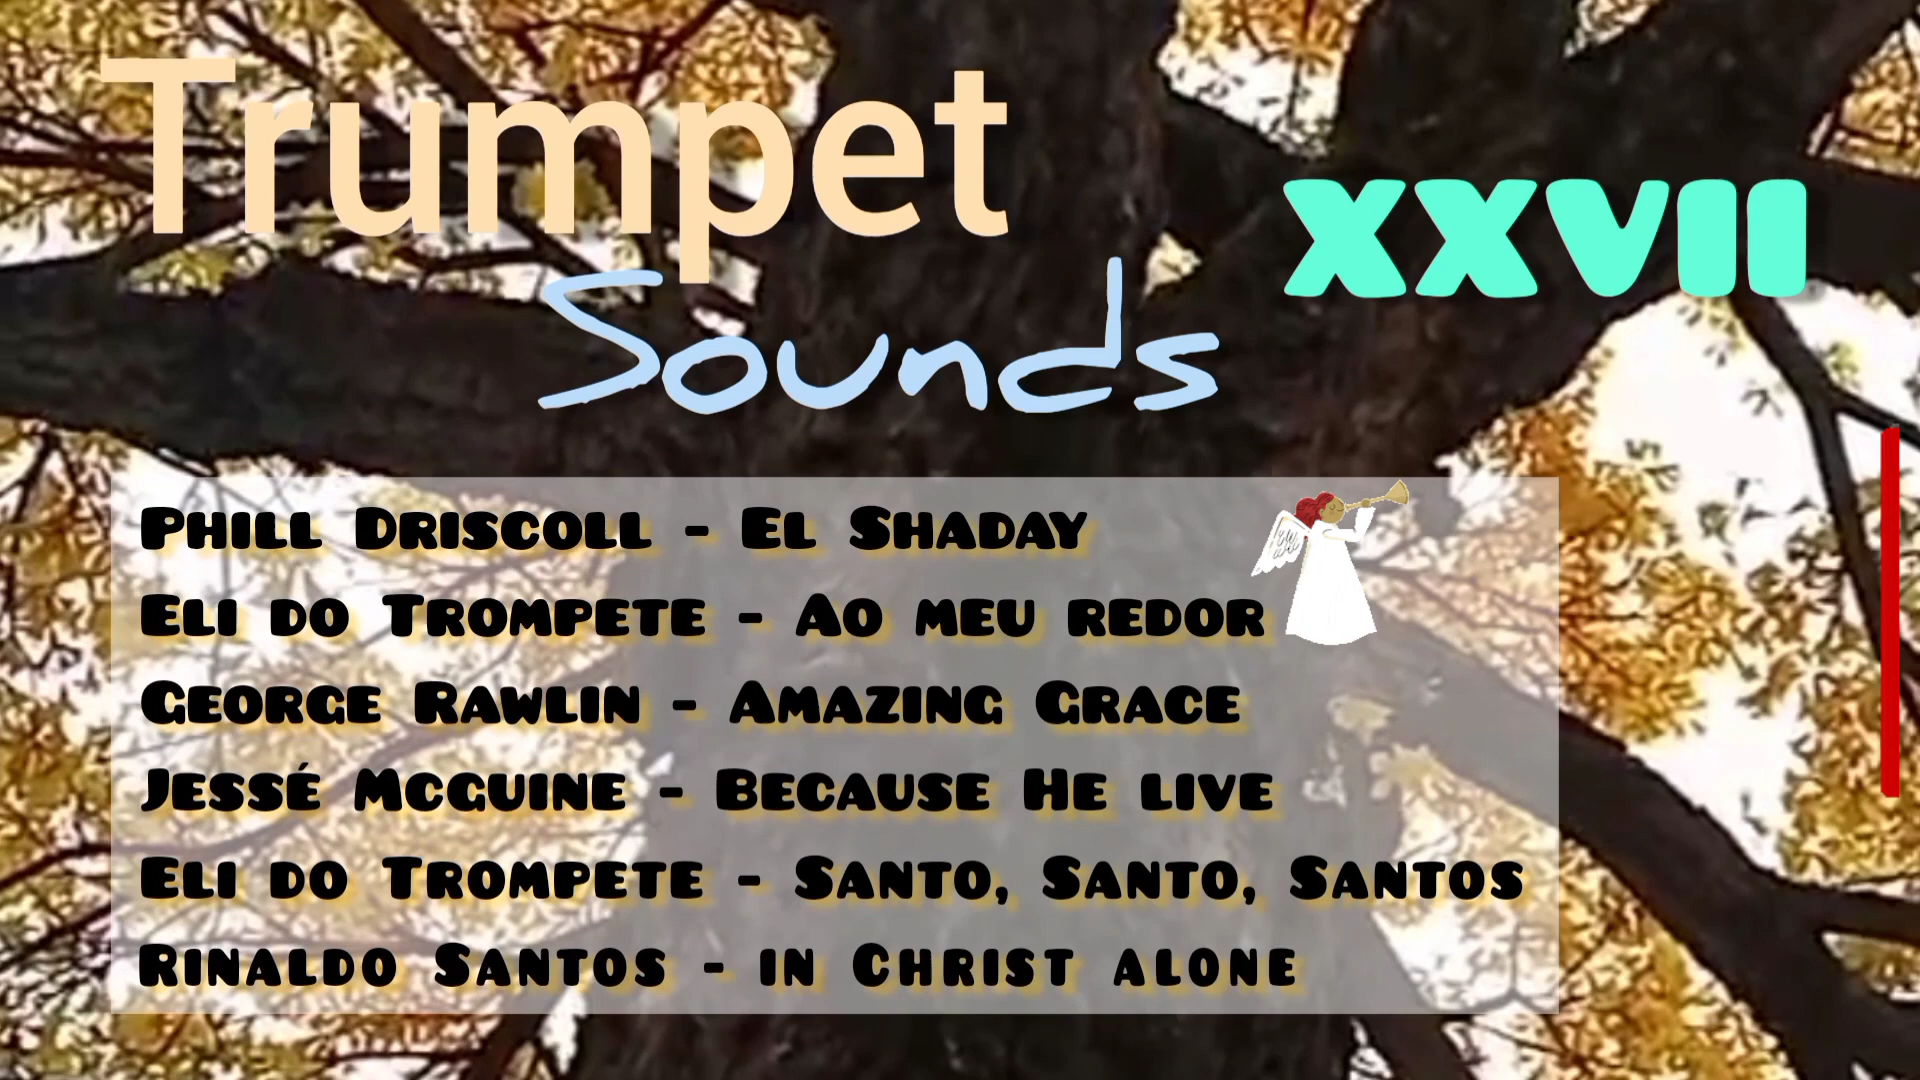 Trumpet
Sounds
XXVII
Phill Driscoll - El Shaday
Eli do Trompete - Ao meu redor
George Rawlin - Amazing Grace
Jessé Mcguine - Because He live
Eli do Trompete - Santo, Santo, Santos
Rinaldo Santos - in Christ alone